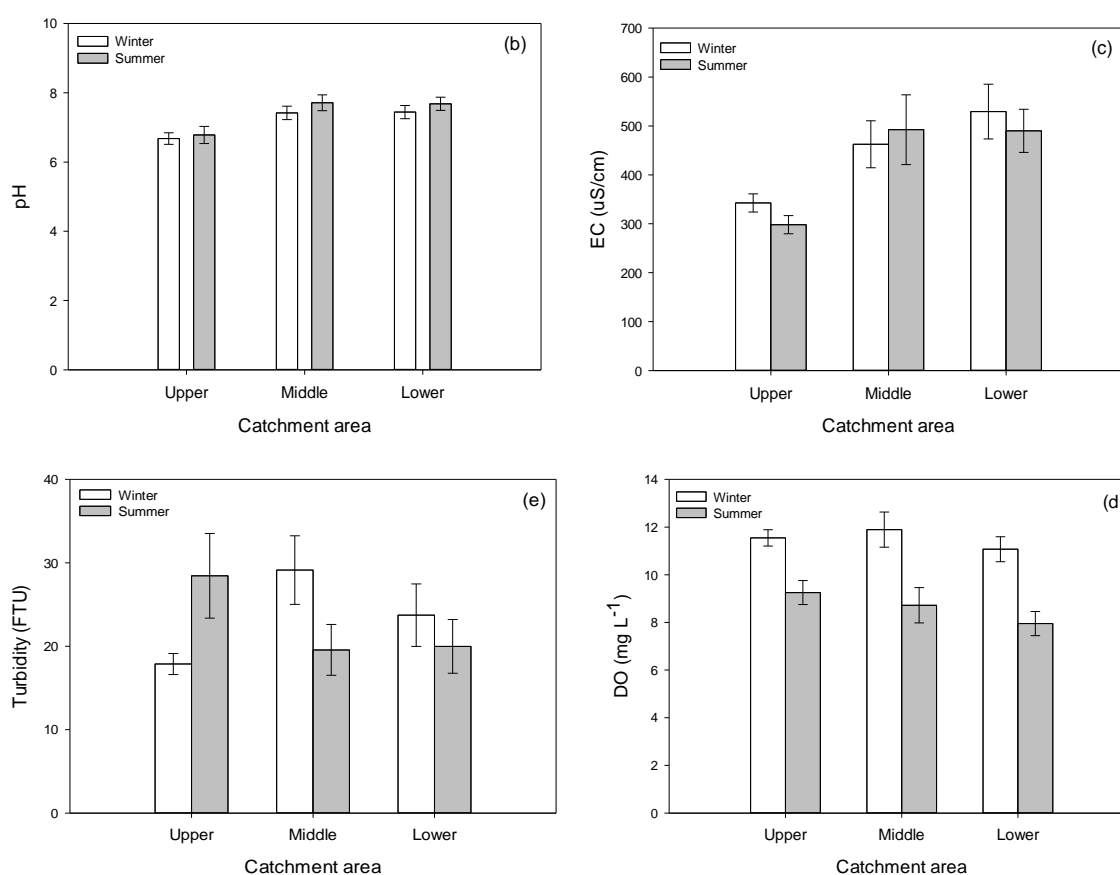 (b)
Winter
Summer
10
8
6
4
2
0
pH
Upper Middle Lower
Catchment area
(c)
Winter
Summer
700
600
500
400
300
200
100
0
EC (uS/cm)
Upper Middle Lower
Catchment area
(e)
Winter
Summer
40
30
20
10
0
Turbidity (FTU)
Upper Middle Lower
Catchment area
(d
Winter
Summer
14
12
10
8
6
4
2
0
DO (mg L⁻¹)
Upper Middle Lower
Catchment area